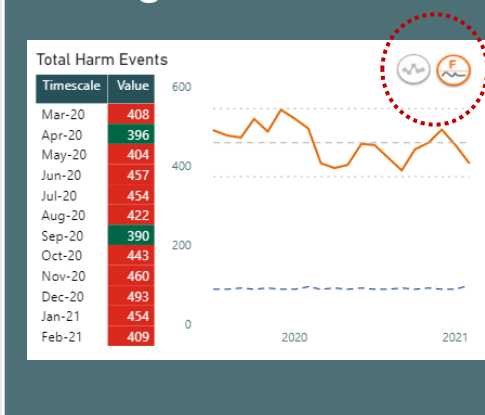 Total Harm Events
F
Timescale Value
Mar-20 408
Apr-20 396
May-20 404
Jun-20 457
Jul-20 454
Aug-20 422
Sep-20 390
Oct-20 443
Nov-20 460
Dec-20 493
Jan-21 454
Feb-21 409
600
400
200
0
2020 2021